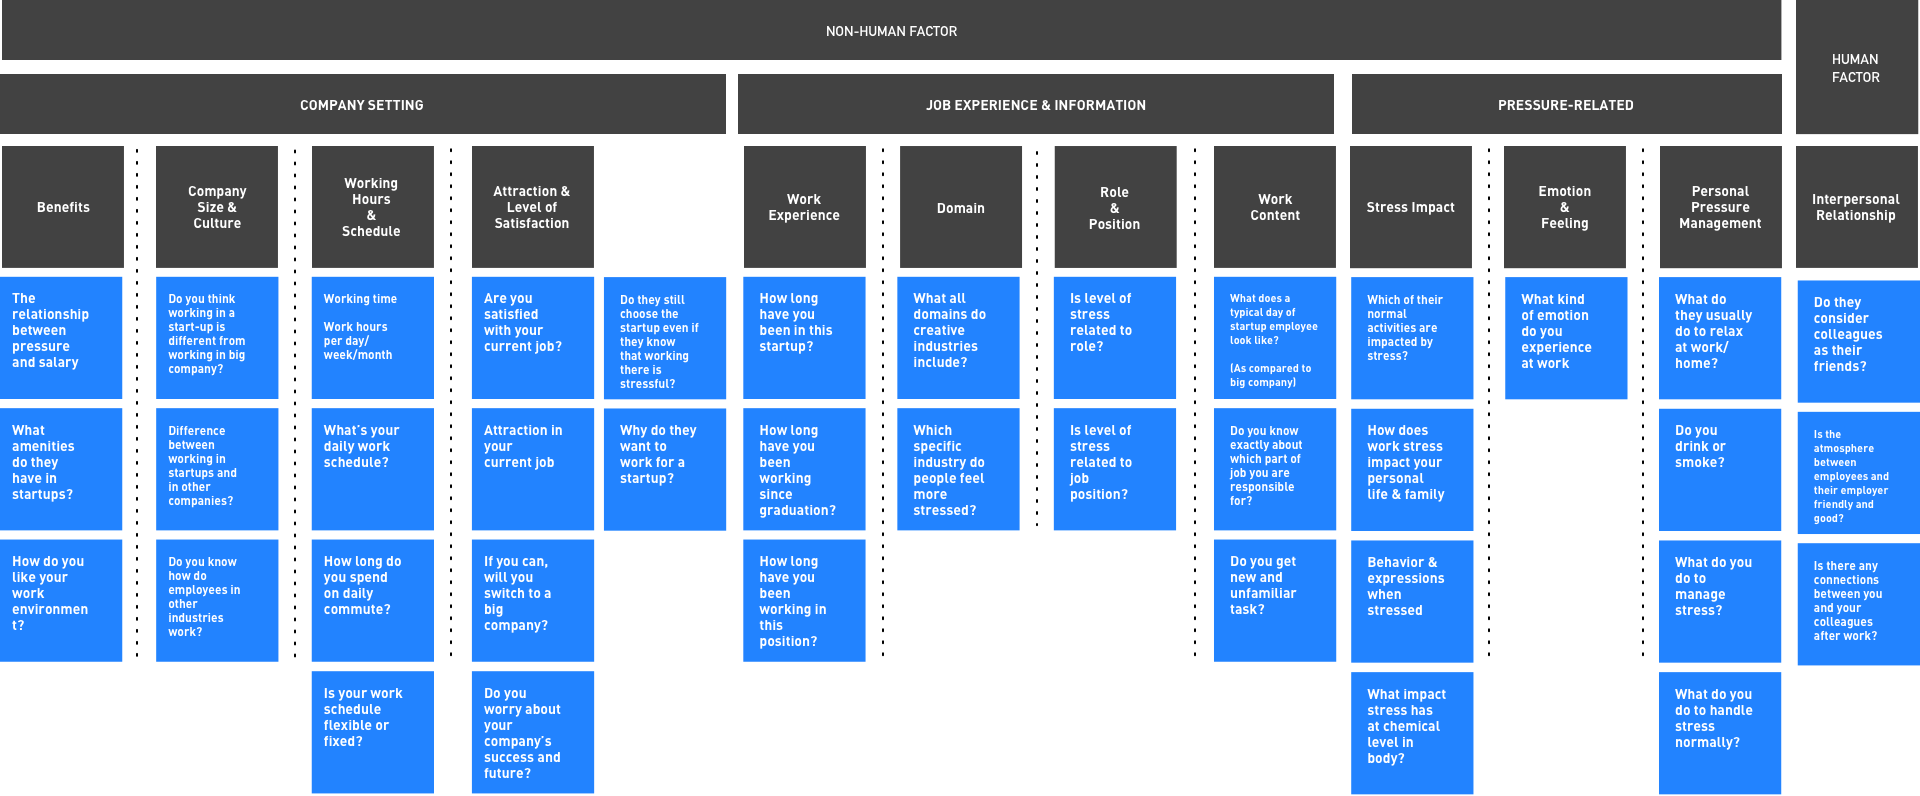 NON-HUMAN FACTOR
HUMAN
FACTOR
COMPANY SETTING
JOB EXPERIENCE & INFORMATION
PRESSURE-RELATED
Benefits
Company
Size &
Culture
Working
Hours
&
Schedule
Attraction &
Level of
Satisfaction
Work
Experience
Domain
Role
&
Position
Work
Content
Stress Impact
Emotion
&
Feeling
Personal
Pressure
Management
Interpersonal
Relationship
The
relationship
between
pressure
and salary
Do you think
working in a
start-up is
different from
working in big
company?
Working time
Work hours
per day/
week/month
Are you
satisfied
with your
current job?
Do they still
choose the
startup even if
they know
that working
there is
stressful?
How long
have you
been in this
startup?
What all
domains do
creative
industries
include?
Is level of
stress
related to
role?
What does a
typical day of
startup employee
look like?
(As compared to
big company)
Which of their
normal
activities are
impacted by
stress?
What kind
of emotion
do you
experience
at work
What do
they usually
do to relax
at work/
home?
Do they
consider
colleagues
as their
friends?
What
amenities
do they
have in
startups?
Difference
between
working in
startups and
in other
companies?
What's your
daily work
schedule?
Attraction in
your
current job
Why do they
want to
work for a
startup?
How long
have you
been
working
since
graduation?
Which
specific
industry do
people feel
more
stressed?
Is level of
stress
related to
job
position?
Do you know
exactly about
which part of
job you are
responsible
for?
How does
work stress
impact your
personal
life & family
Do you
drink or
smoke?
Is the
atmosphere
between
employees and
their employer
friendly and
good?
How do you
like your
work
environmen
t?
Do you know
how do
employees in
other
industries
work?
How long do
you spend
on daily
commute?
If you can,
will you
switch to a
big
company?
How long
have you
been
working in
this
position?
Do you get
new and
unfamiliar
task?
Behavior &
expressions
when
stressed
What do you
do to
manage
stress?
Is there any
connections
between you
and your
colleagues
after work?
Is your work
schedule
flexible or
fixed?
Do you
worry about
your
company's
success and
future?
What impact
stress has
at chemical
level in
body?
What do you
do to handle
stress
normally?